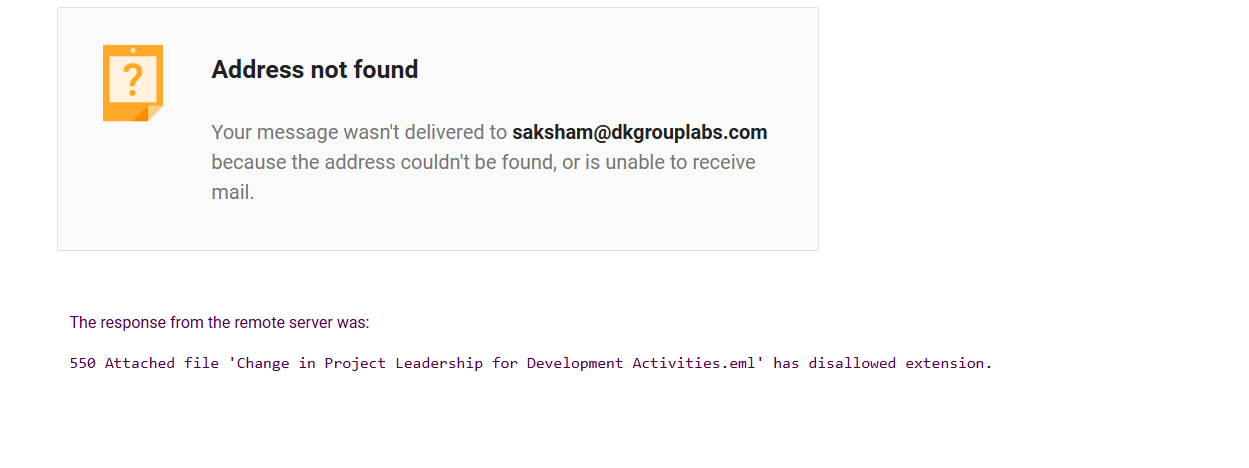 ?
Address not found
Your message wasn't delivered to saksham@dkgrouplabs.com
because the address couldn't be found, or is unable to receive
mail.
The response from the remote server was:
550 Attached file 'Change in Project Leadership for Development Activities.eml' has disallowed extension.